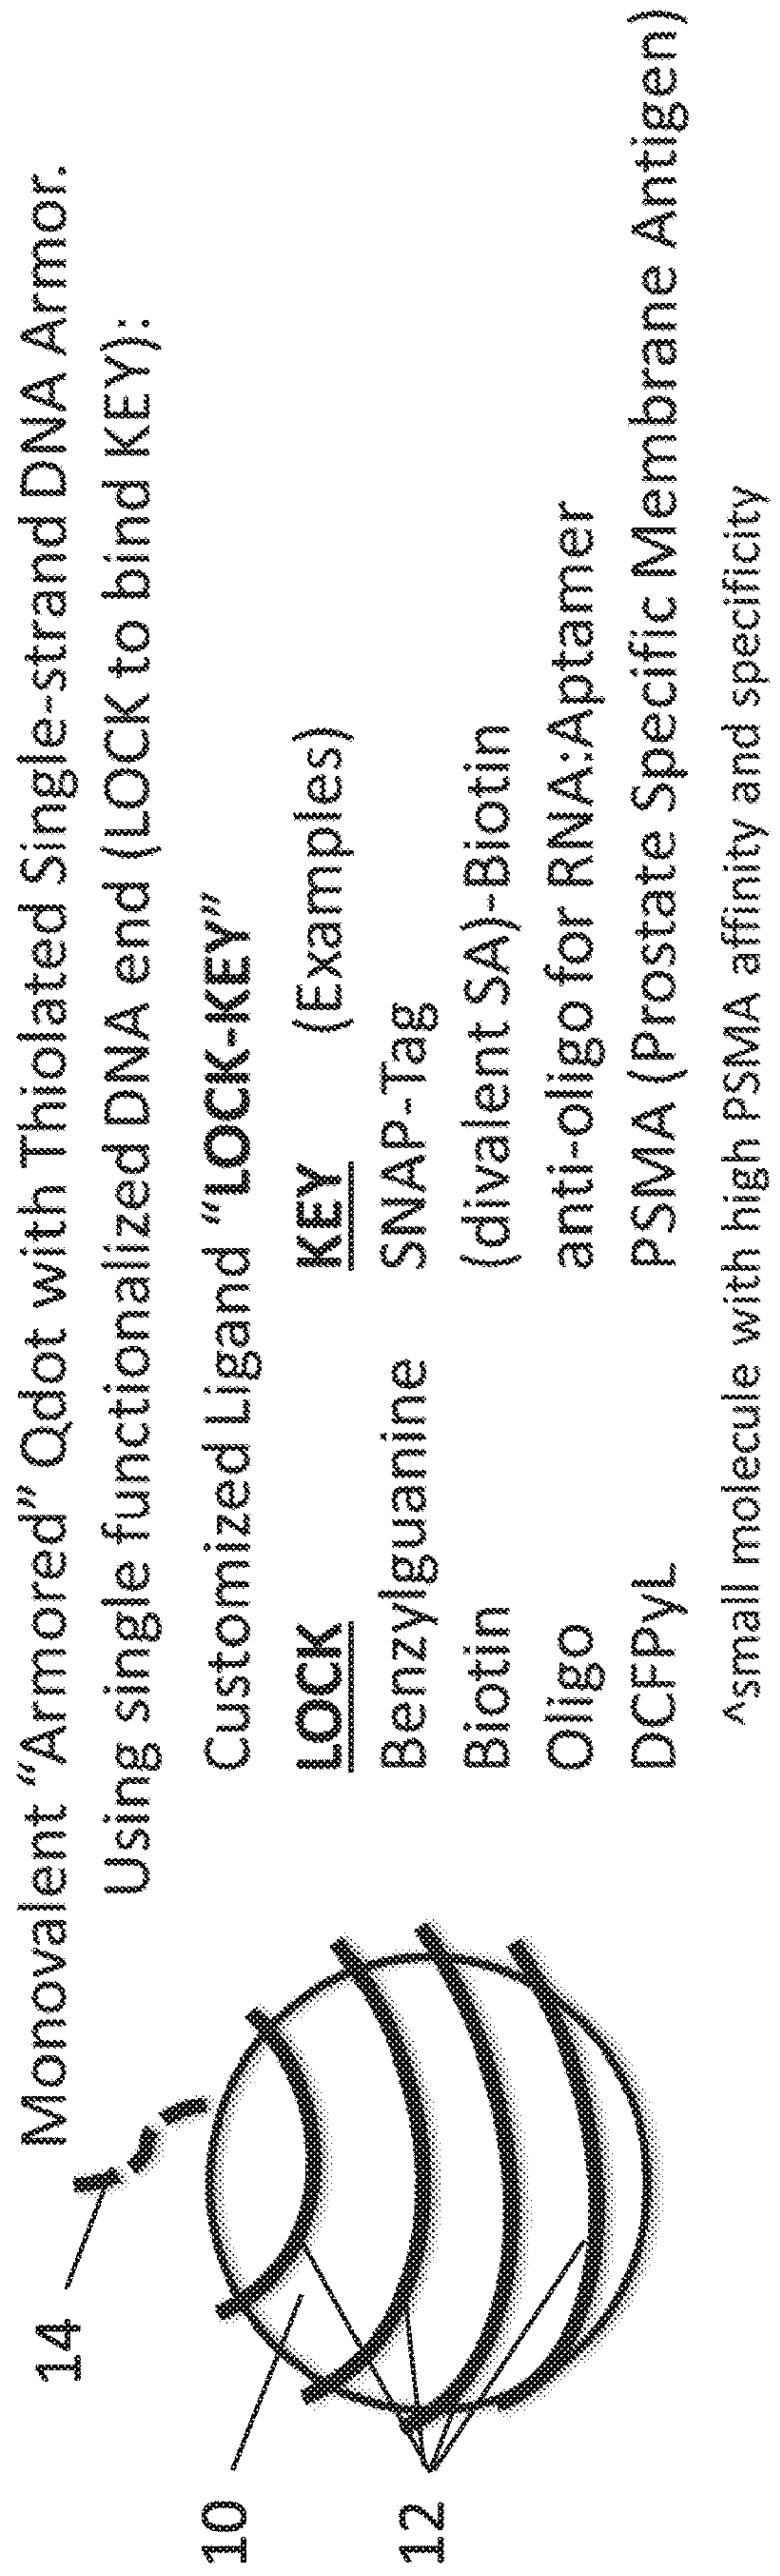 Monovalent “Armored” Qdot with Thiolated Single-strand DNA Armor.
Using single functionalized DNA end (LOCK to bind KEY):
Customized Ligand “LOCK-KEY”
LOCK KEY (Examples)
Benzylguanine SNAP-Tag
Biotin (divalent SA)-Biotin
Oligo anti-oligo for RNA:Aptamer
DCFPyL PSMA (Prostate Specific Membrane Antigen)
^small molecule with high PSMA affinity and specificity
14
10
12